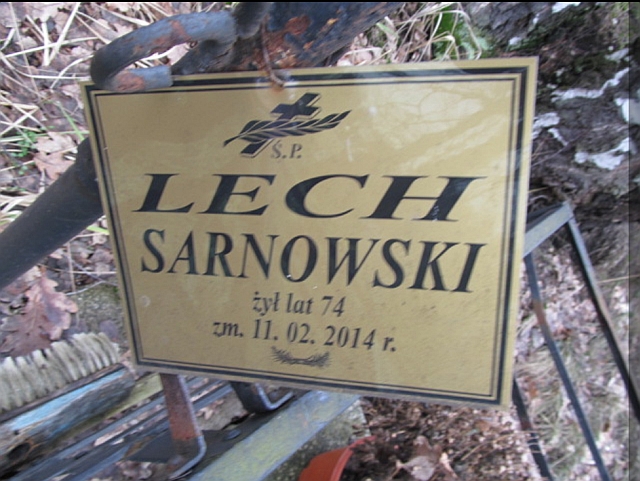 Ś.P.
LECH
SARNOWSKI
żył lat 74
zm. 11. 02. 2014 r.